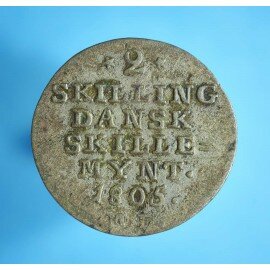 * 2 *
SKILLING
DANSK
SKILLE-
MYNT.
1805.